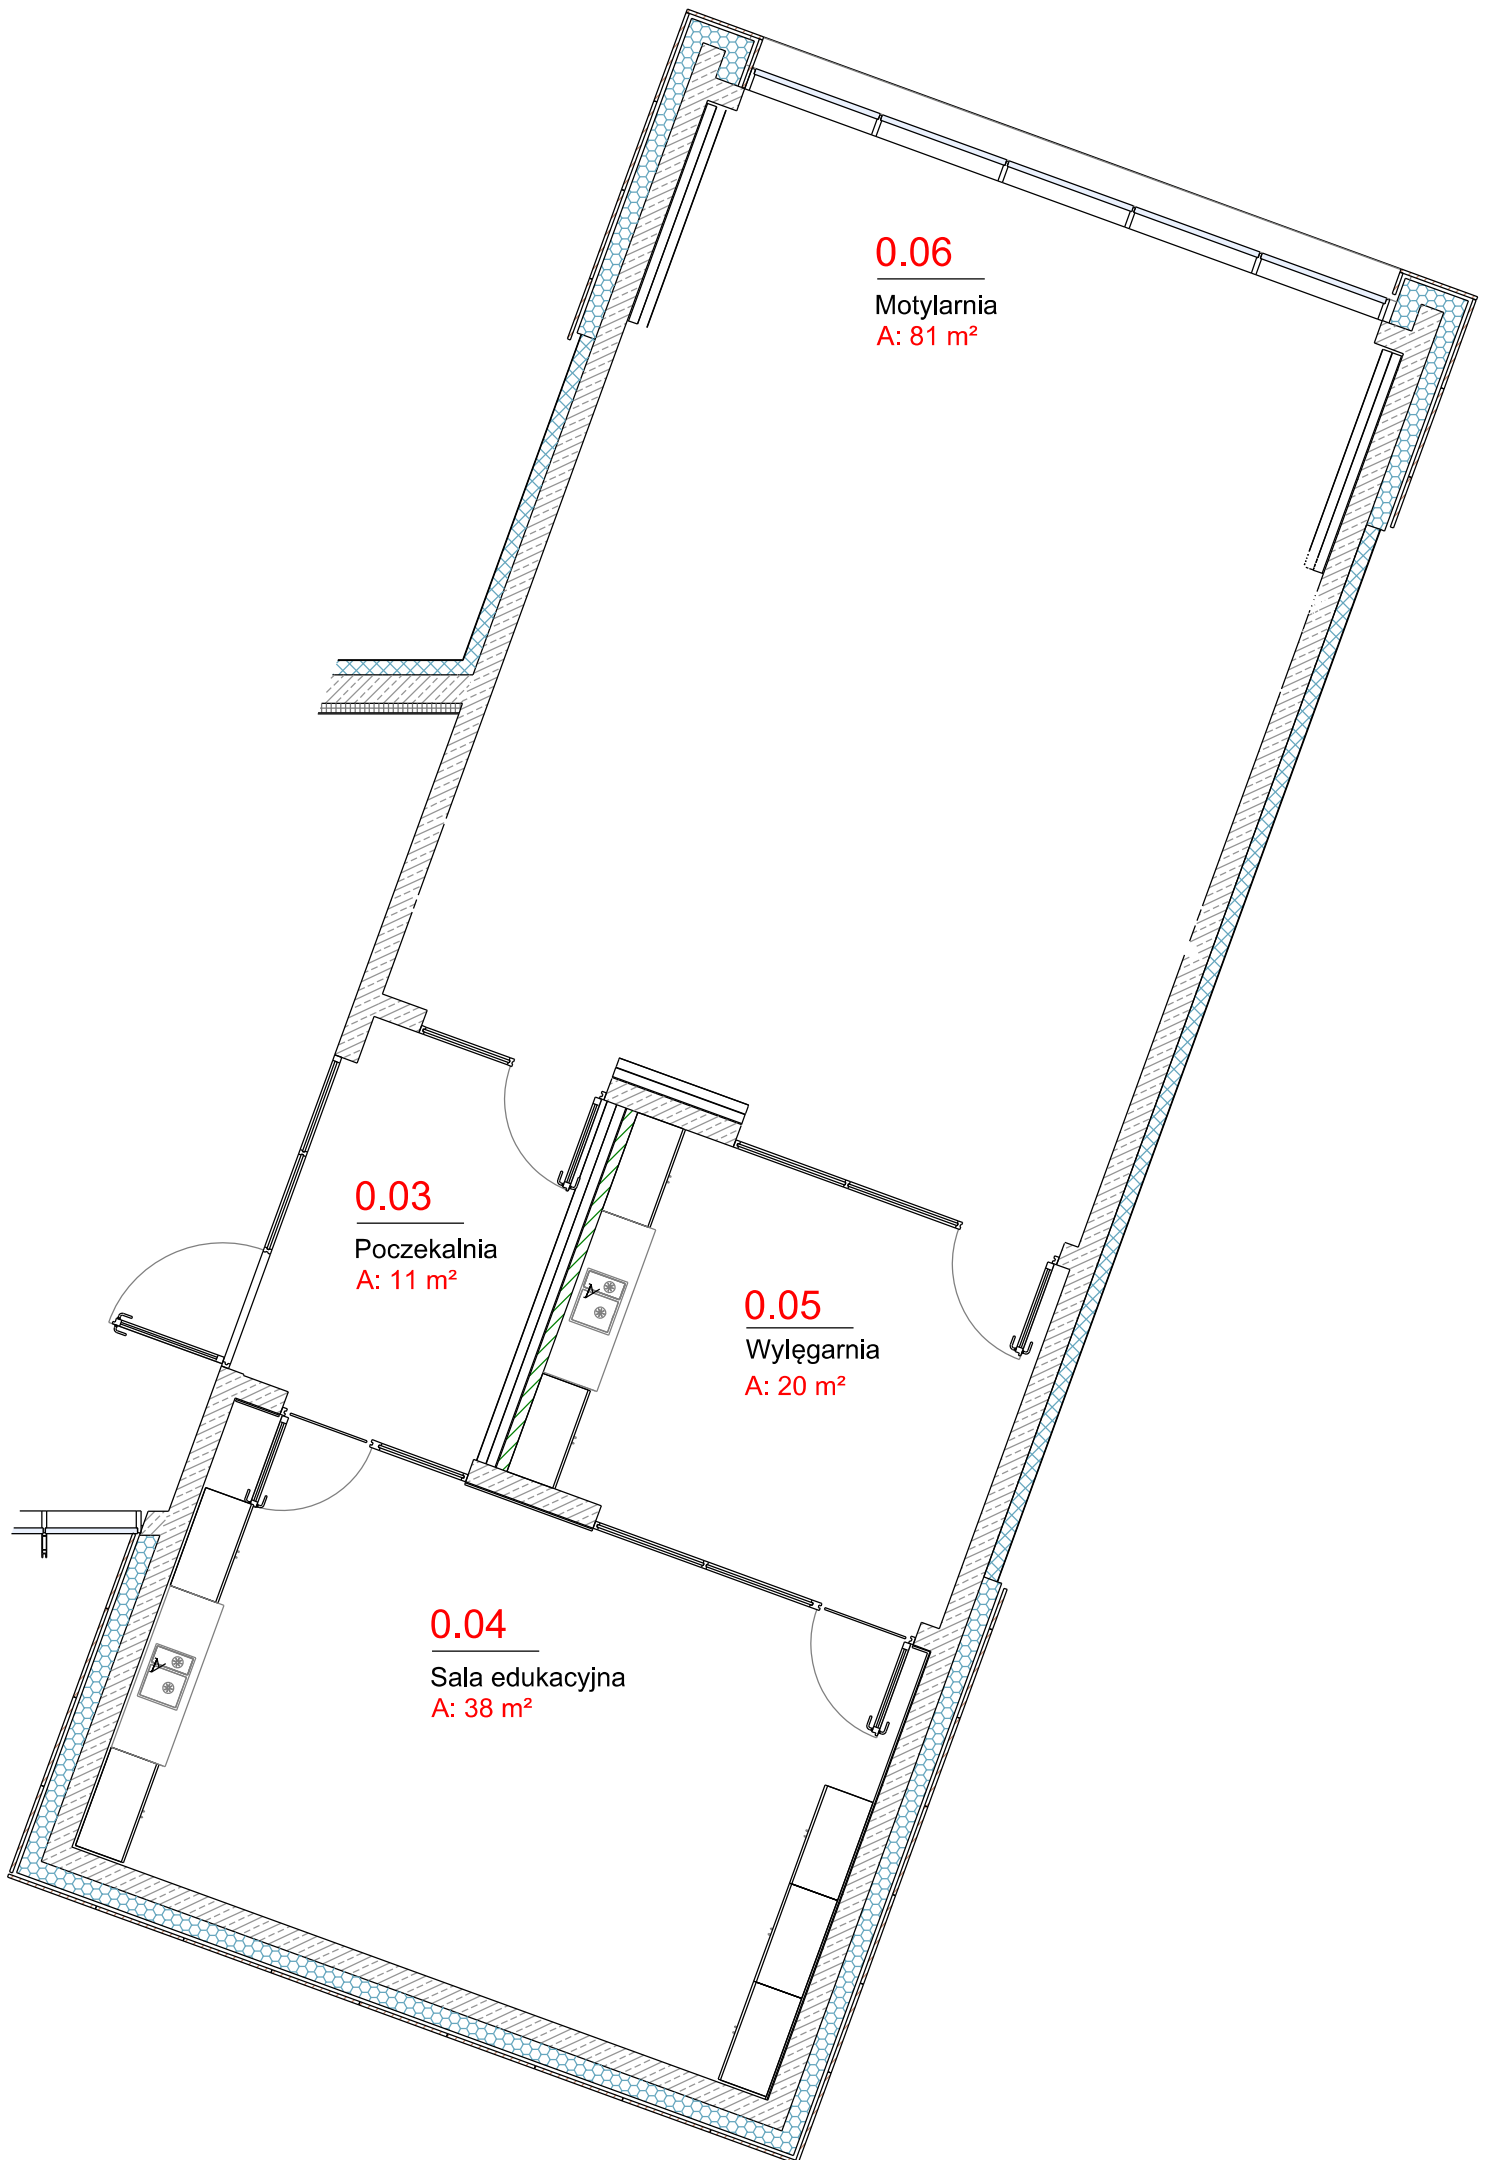 0.06
Motylarnia
A: 81 m²
0.03
Poczekalnia
A: 11 m²
0.05
Wylęgarnia
A: 20 m²
0.04
Sala edukacyjna
A: 38 m²